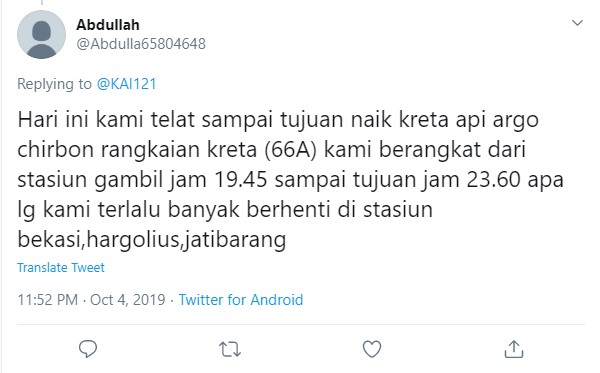 Abdullah
@Abdulla65804648
Replying to @KAI121
Hari ini kami telat sampai tujuan naik kreta api argo
chirbon rangkaian kreta (66A) kami berangkat dari
stasiun gambil jam 19.45 sampai tujuan jam 23.60 apa
lg kami terlalu banyak berhenti di stasiun
bekasi,hargolius,jatibarang
Translate Tweet
11:52 PM · Oct 4, 2019 · Twitter for Android